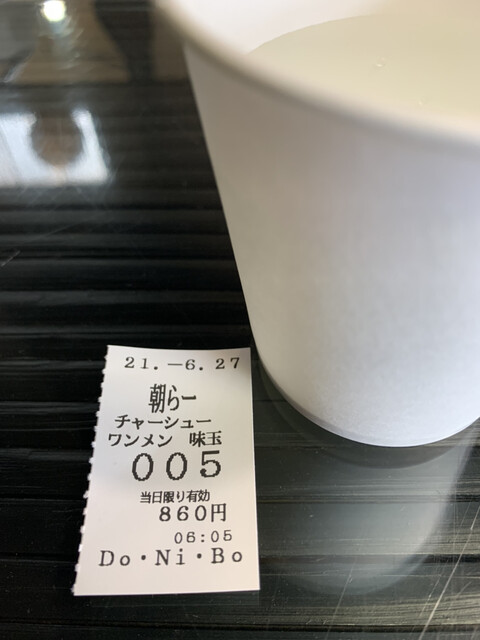 21.-6.27
朝らー
チャーシュー
ワンメン 味玉
005
当日限り有効
860円
06:05
Do・Ni・Bo